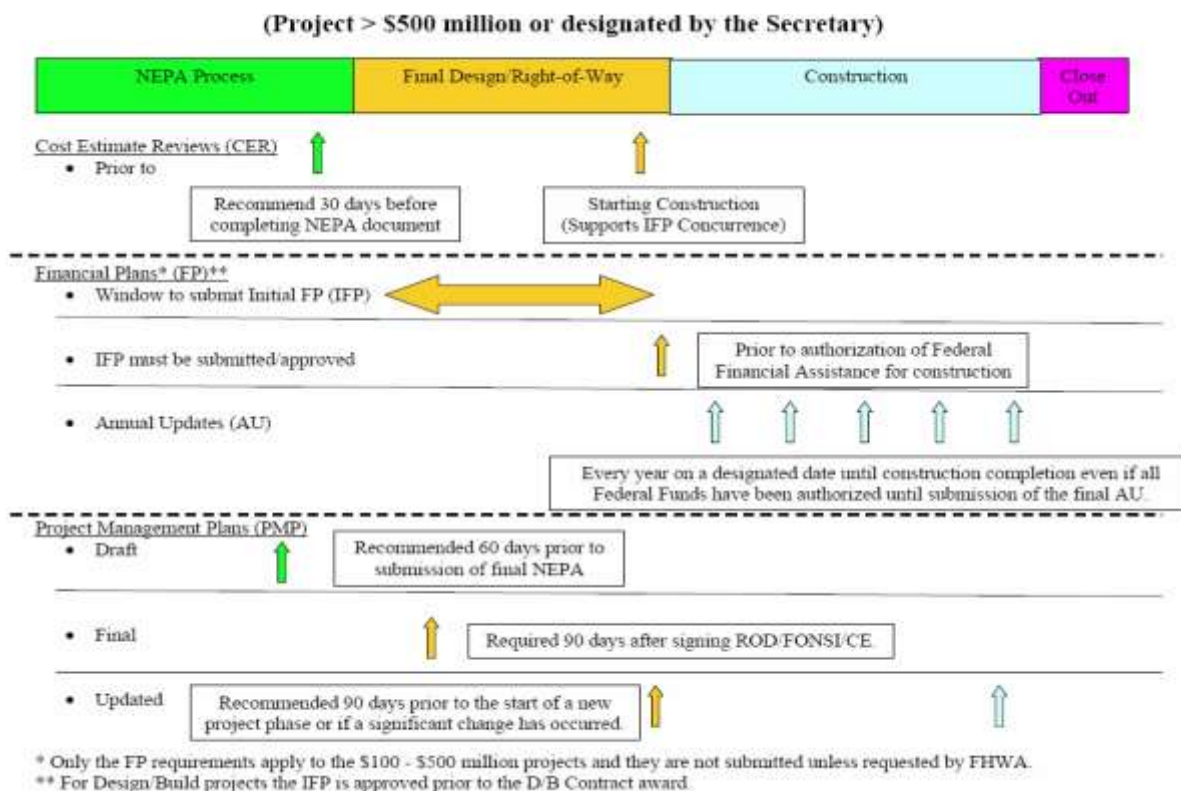 (Project > $500 million or designated by the Secretary)
NEPA Process
Final Design/Right-of-Way
Construction
Close
Out
Cost Estimate Reviews (CER)
• Prior to
Recommend 30 days before
completing NEPA document
Starting Construction
(Supports IFP Concurrence)
Financial Plans* (FP)**
• Window to submit Initial FP (IFP)
• IFP must be submitted/approved
Prior to authorization of Federal
Financial Assistance for construction
• Annual Updates (AU)
Every year on a designated date until construction completion even if all
Federal Funds have been authorized until submission of the final AU.
Project Management Plans (PMP)
• Draft
Recommended 60 days prior to
submission of final NEPA
• Final
Required 90 days after signing ROD/FONSI/CE.
• Updated
Recommended 90 days prior to the start of a new
project phase or if a significant change has occurred.
* Only the FP requirements apply to the $100 - $500 million projects and they are not submitted unless requested by FHWA.
** For Design/Build projects the IFP is approved prior to the D/B Contract award.